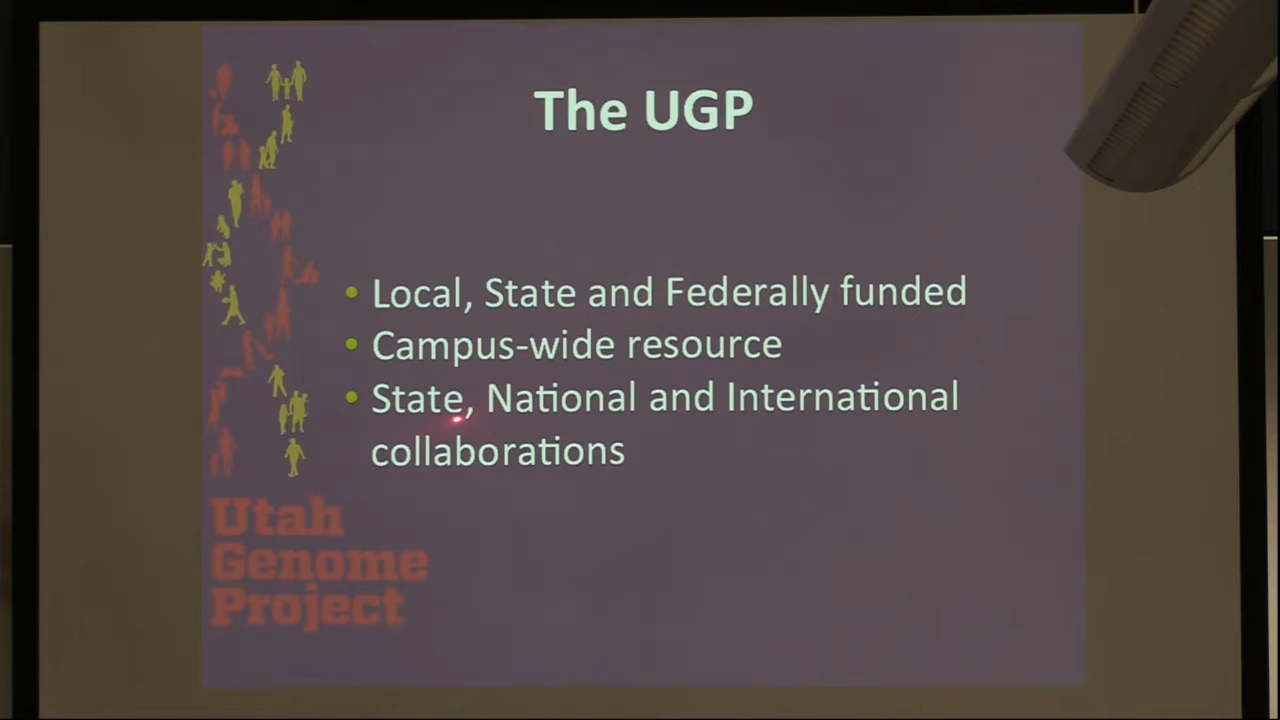 The UGP
• Local, State and Federally funded
• Campus-wide resource
• State, National and International
collaborations
Utah
Genome
Project